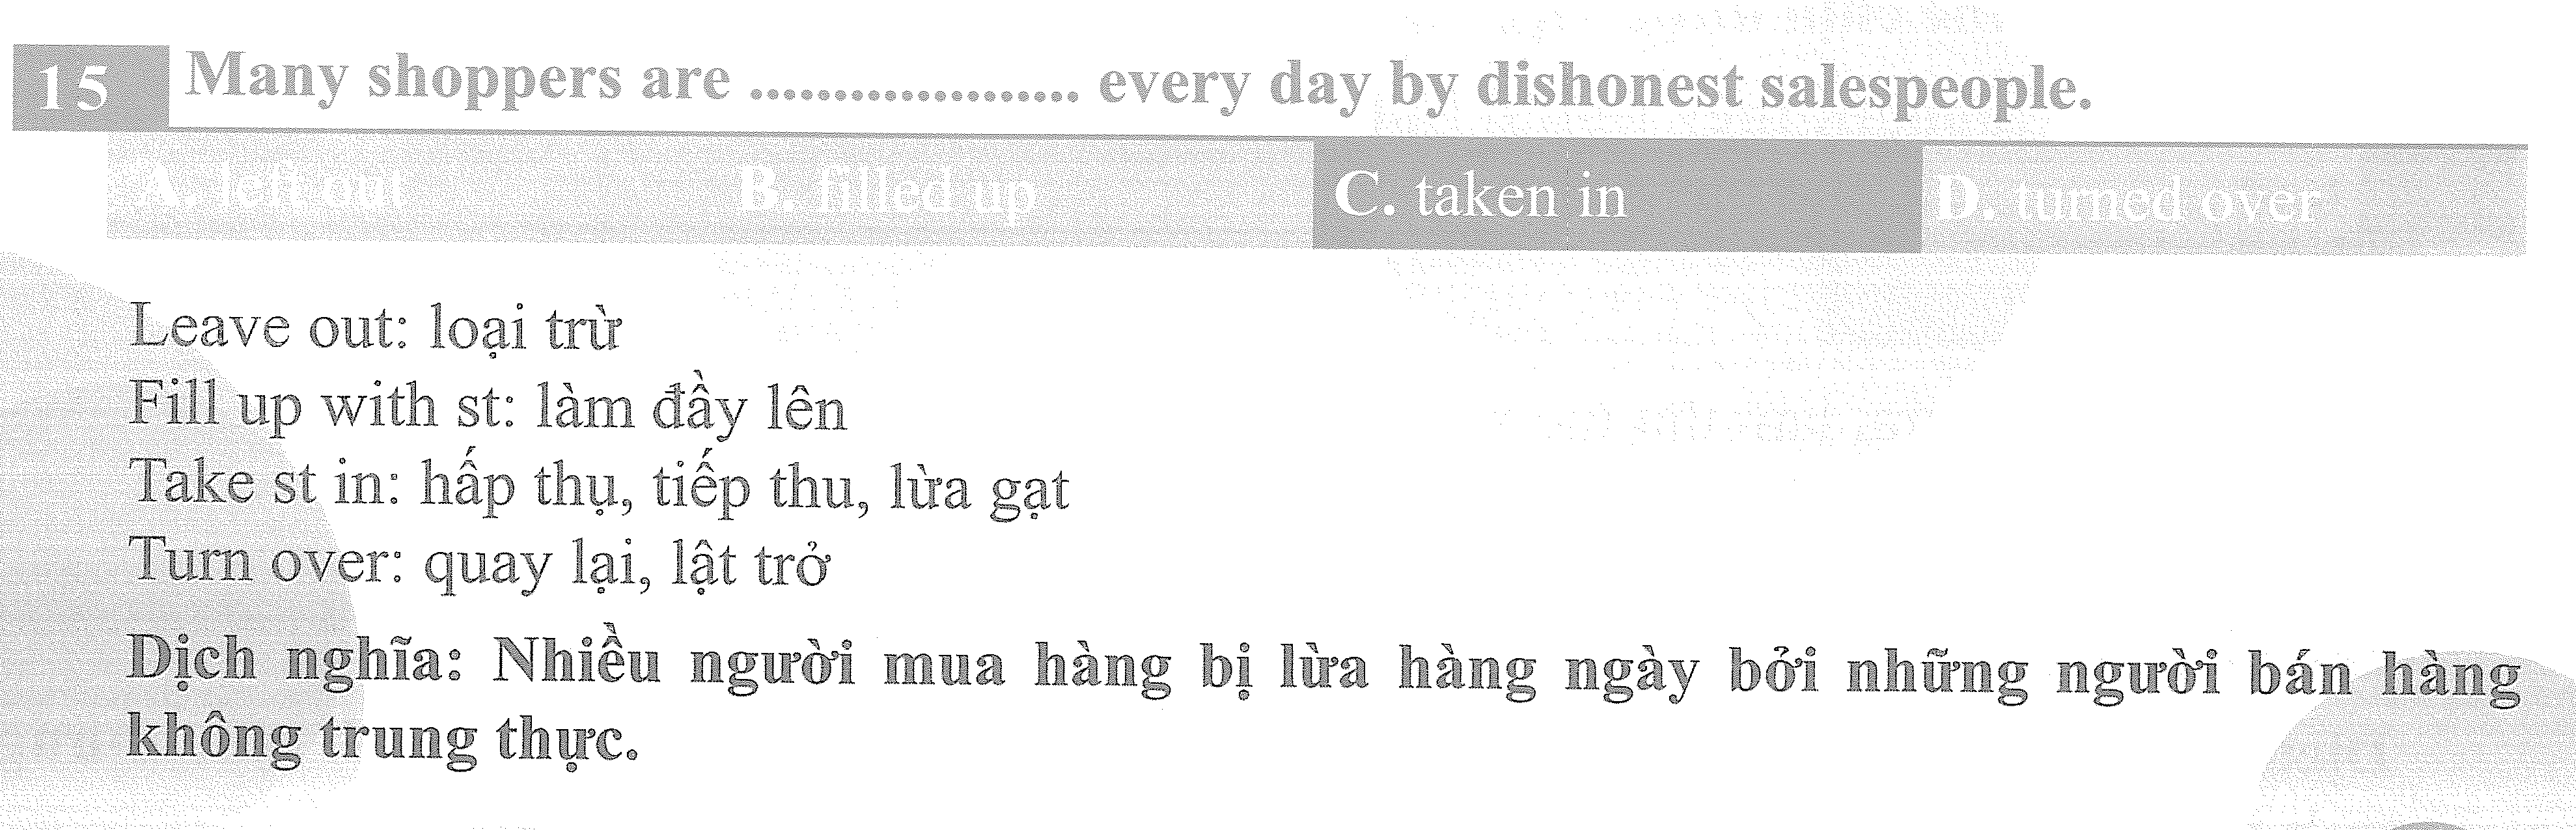 15 Many shoppers are .................... every day by dishonest salespeople.
A. left out B. filled up C. taken in D. turned over
Leave out: loại trừ
Fill up with st: làm đầy lên
Take st in: hấp thụ, tiếp thu, lừa gạt
Turn over: quay lại, lật trở
Dịch nghĩa: Nhiều người mua hàng bị lừa hàng ngày bởi những người bán hàng
không trung thực.